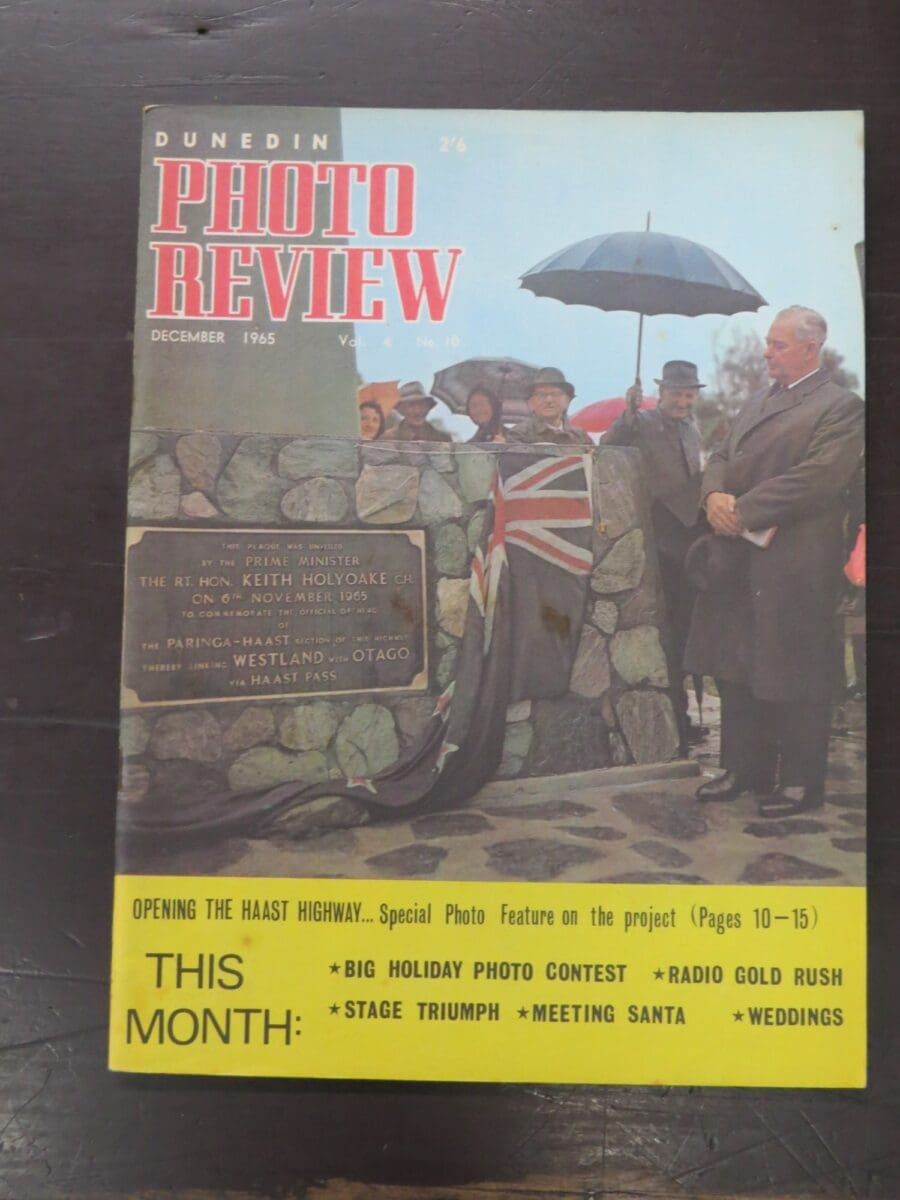 DUNEDIN 2'6
PHOTO
REVIEW
DECEMBER 1965 Vol. 4 No. 10
THIS PLAQUE WAS UNVEILED
BY THE PRIME MINISTER
THE RT. HON. KEITH HOLYOAKE C.H.
ON 6TH NOVEMBER 1965
TO COMMEMORATE THE OFFICIAL OPENING
OF
THE PARINGA-HAAST SECTION OF THIS HIGHWAY
THEREBY LINKING WESTLAND WITH OTAGO
VIA HAAST PASS
OPENING THE HAAST HIGHWAY... Special Photo Feature on the project (Pages 10-15)
THIS
MONTH:
★BIG HOLIDAY PHOTO CONTEST ★RADIO GOLD RUSH
★STAGE TRIUMPH ★MEETING SANTA ★WEDDINGS